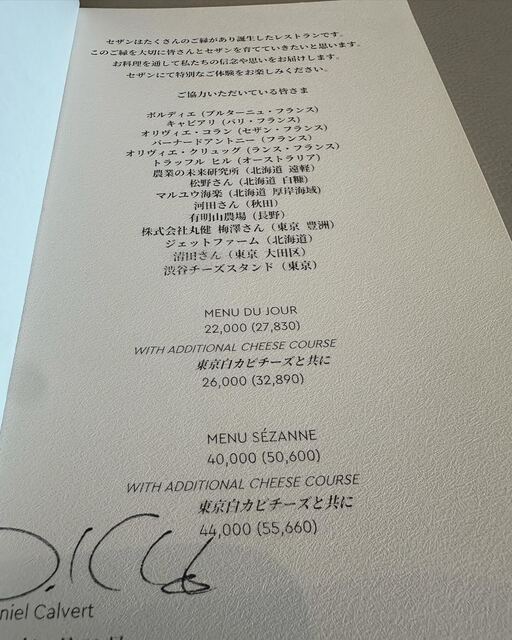 セザンはたくさんのご縁があり誕生したレストランです。
このご縁を大切に皆さんとセザンを育てていきたいと思います。
お料理を通して私たちの信念や思いをお届けします。
セザンにて特別なご体験をお楽しみください。
ご協力いただいている皆さま
ボルディエ (ブルターニュ・フランス)
キャビアリ (パリ・フランス)
オリヴィエ・コラン (セザン・フランス)
バーナードアントニー (フランス)
オリヴィエ・クリュッグ (ランス・フランス)
トラッフル ヒル (オーストラリア)
農業の未来研究所 (北海道 遠軽)
松野さん (北海道 白糠)
マルユウ海楽 (北海道 厚岸海域)
河田さん (秋田)
有明山農場 (長野)
株式会社丸健 梅澤さん (東京 豊洲)
ジェットファーム (北海道)
清田さん (東京 大田区)
渋谷チーズスタンド (東京)
MENU DU JOUR
22,000 (27,830)
WITH ADDITIONAL CHEESE COURSE
東京白カビチーズと共に
26,000 (32,890)
MENU SÉZANNE
40,000 (50,600)
WITH ADDITIONAL CHEESE COURSE
東京白カビチーズと共に
44,000 (55,660)
niel Calvert